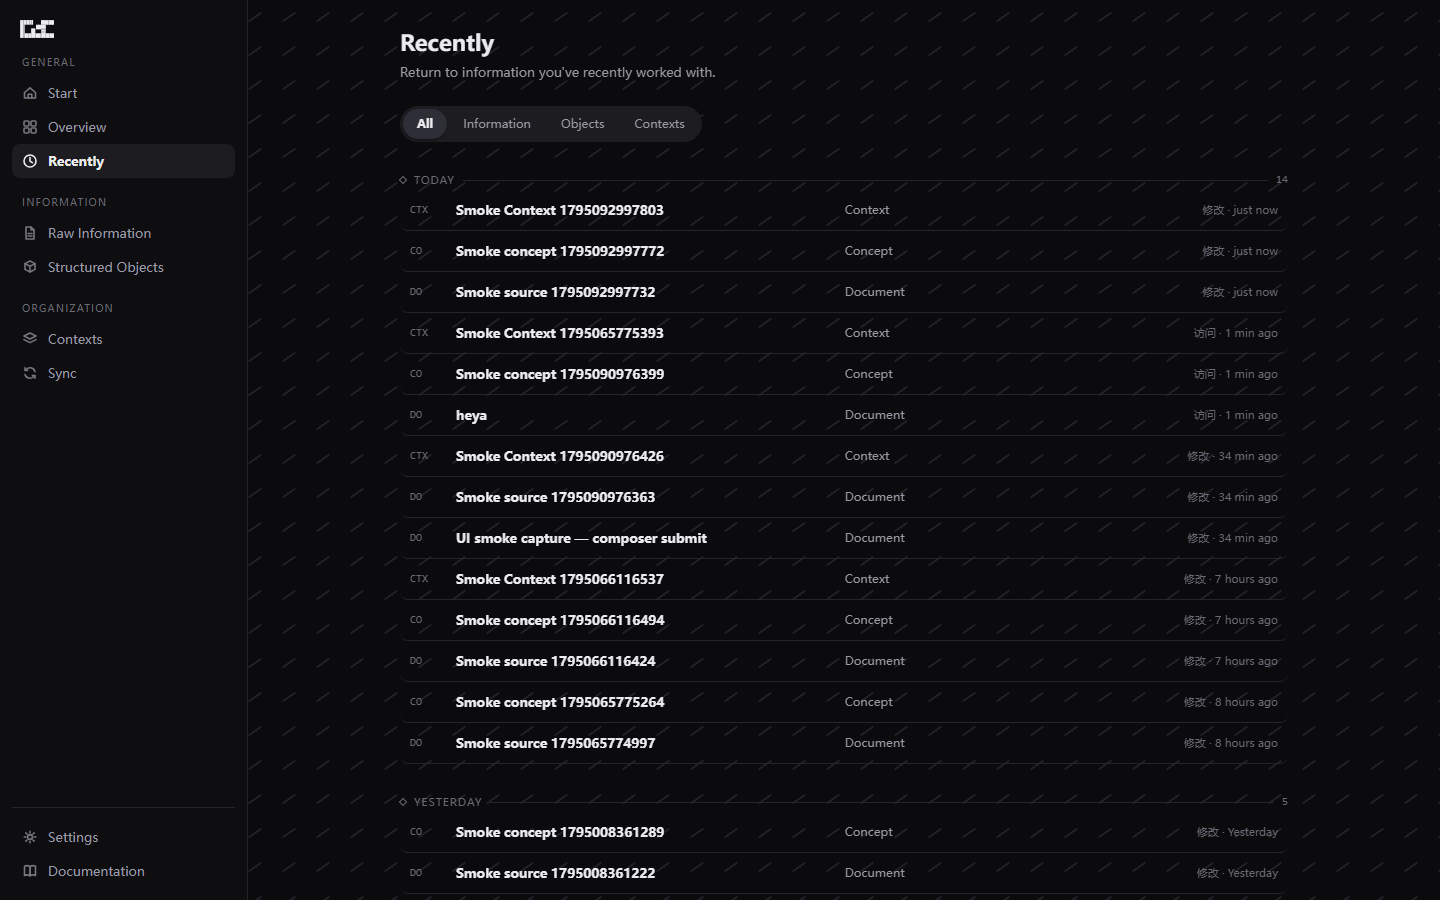 GENERAL
Start
Overview
Recently
INFORMATION
Raw Information
Structured Objects
ORGANIZATION
Contexts
Sync
Settings
Documentation
Recently
Return to information you've recently worked with.
All Information Objects Contexts
TODAY 14
CTX Smoke Context 1795092997803 Context 修改 · just now
CO Smoke concept 1795092997772 Concept 修改 · just now
DO Smoke source 1795092997732 Document 修改 · just now
CTX Smoke Context 1795065775393 Context 访问 · 1 min ago
CO Smoke concept 1795090976399 Concept 访问 · 1 min ago
DO heya Document 访问 · 1 min ago
CTX Smoke Context 1795090976426 Context 修改 · 34 min ago
DO Smoke source 1795090976363 Document 修改 · 34 min ago
DO UI smoke capture — composer submit Document 修改 · 34 min ago
CTX Smoke Context 1795066116537 Context 修改 · 7 hours ago
CO Smoke concept 1795066116494 Concept 修改 · 7 hours ago
DO Smoke source 1795066116424 Document 修改 · 7 hours ago
CO Smoke concept 1795065775264 Concept 修改 · 8 hours ago
DO Smoke source 1795065774997 Document 修改 · 8 hours ago
YESTERDAY 5
CO Smoke concept 1795008361289 Concept 修改 · Yesterday
DO Smoke source 1795008361222 Document 修改 · Yesterday